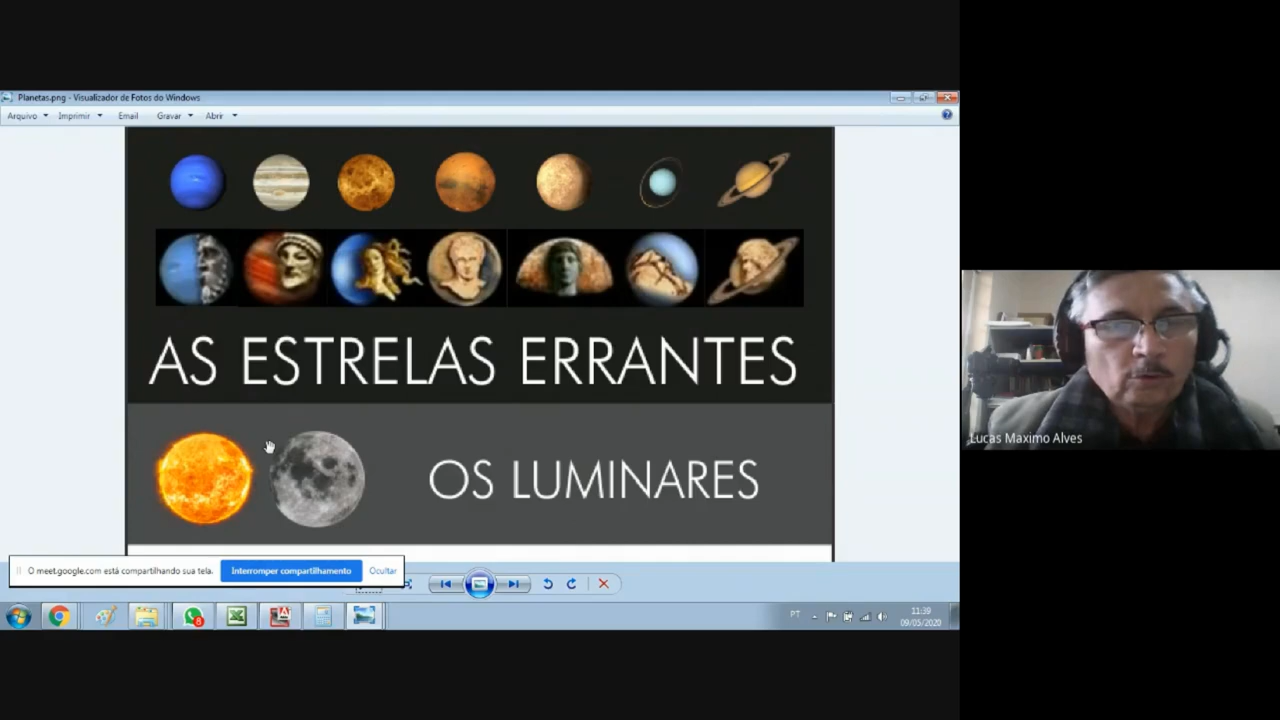 Planetas.png - Visualizador de Fotos do Windows
Arquivo Imprimir Email Gravar Abrir
AS ESTRELAS ERRANTES
OS LUMINARES
Lucas Maximo Alves
O meet.google.com está compartilhando sua tela. Interromper compartilhamento Ocultar
8
PT
11:39
09/05/2020